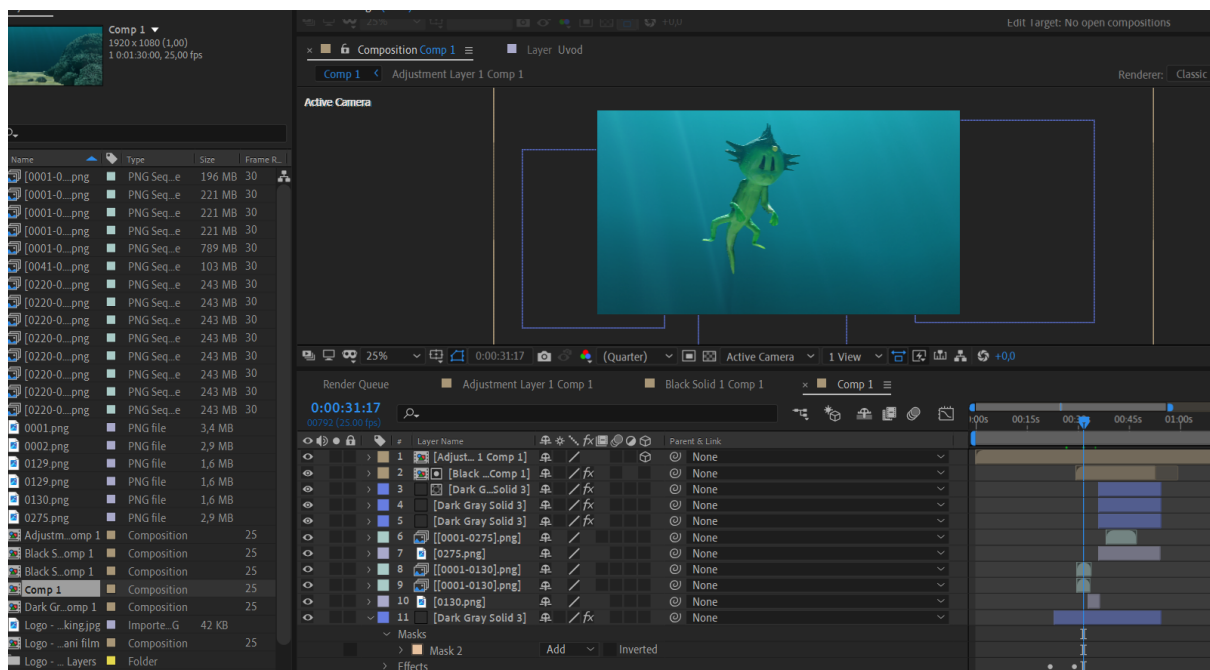 25%
+0,0
Edit Target: No open compositions
Comp 1
1920 x 1080 (1,00)
1 0:01:30:00, 25,00 fps
Composition Comp 1
Layer Uvod
Comp 1
Adjustment Layer 1 Comp 1
Renderer: Classic
Active Camera
Name Type Size Frame R...
[0001-0....png PNG Seq...e 196 MB 30
[0001-0....png PNG Seq...e 221 MB 30
[0001-0....png PNG Seq...e 221 MB 30
[0001-0....png PNG Seq...e 221 MB 30
[0001-0....png PNG Seq...e 789 MB 30
[0041-0....png PNG Seq...e 103 MB 30
[0220-0....png PNG Seq...e 243 MB 30
[0220-0....png PNG Seq...e 243 MB 30
[0220-0....png PNG Seq...e 243 MB 30
[0220-0....png PNG Seq...e 243 MB 30
[0220-0....png PNG Seq...e 243 MB 30
[0220-0....png PNG Seq...e 243 MB 30
[0220-0....png PNG Seq...e 243 MB 30
[0220-0....png PNG Seq...e 243 MB 30
0001.png PNG file 3,4 MB
0002.png PNG file 2,9 MB
0129.png PNG file 1,6 MB
0129.png PNG file 1,6 MB
0130.png PNG file 1,6 MB
0275.png PNG file 2,9 MB
Adjustm...omp 1 Composition 25
Black S...omp 1 Composition 25
Black S...omp 1 Composition 25
Comp 1 Composition 25
Dark Gr...omp 1 Composition 25
Logo - ...king.jpg Importe...G 42 KB
Logo - ...ani film Composition 25
Logo - ... Layers Folder
25% 0:00:31:17 (Quarter) Active Camera 1 View +0,0
Render Queue Adjustment Layer 1 Comp 1 Black Solid 1 Comp 1 Comp 1
0:00:31:17
00792 (25.00 fps)
00:15s 00:45s 01:00s
# Layer Name Parent & Link
1 [Adjust... 1 Comp 1] None
2 [Black ...Comp 1] fx None
3 [Dark G...Solid 3] fx None
4 [Dark Gray Solid 3] fx None
5 [Dark Gray Solid 3] fx None
6 [[0001-0275].png] None
7 [0275.png] None
8 [[0001-0130].png] None
9 [[0001-0130].png] None
10 [0130.png] None
11 [Dark Gray Solid 3] fx None
Masks
Mask 2 Add Inverted
Effects